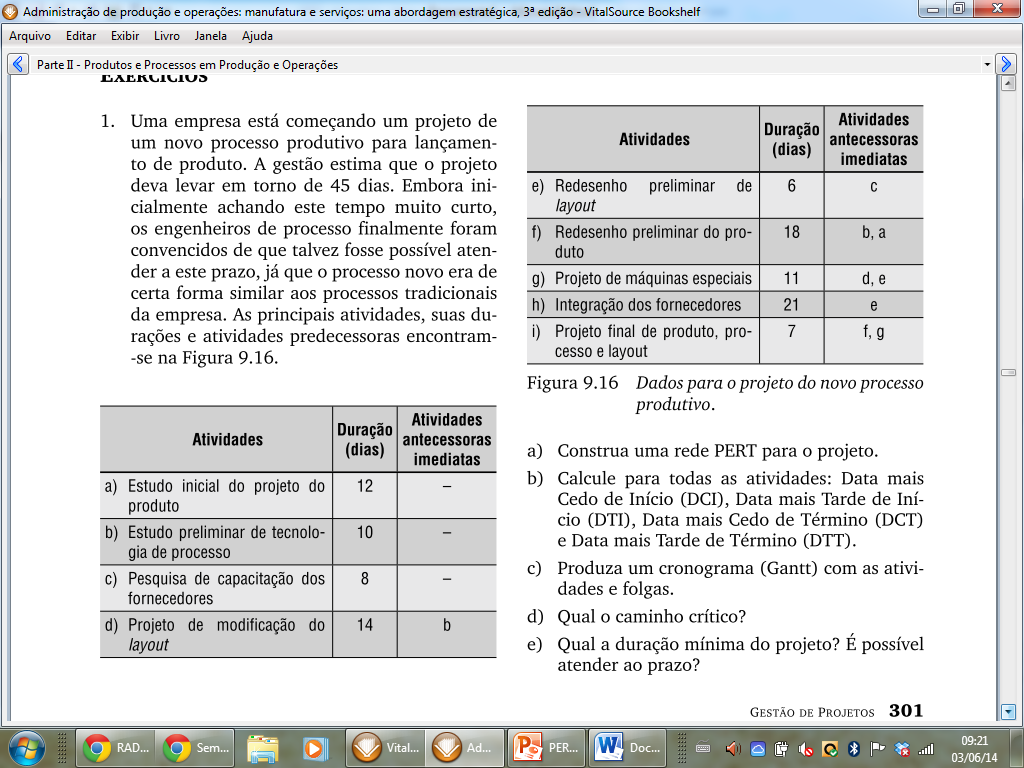 Administração de produção e operações: manufatura e serviços: uma abordagem estratégica, 3ª edição - VitalSource Bookshelf
Arquivo Editar Exibir Livro Janela Ajuda
Parte II - Produtos e Processos em Produção e Operações
EXERCÍCIOS
1. Uma empresa está começando um projeto de
um novo processo produtivo para lançamen-
to de produto. A gestão estima que o projeto
deva levar em torno de 45 dias. Embora ini-
cialmente achando este tempo muito curto,
os engenheiros de processo finalmente foram
convencidos de que talvez fosse possível aten-
der a este prazo, já que o processo novo era de
certa forma similar aos processos tradicionais
da empresa. As principais atividades, suas du-
rações e atividades predecessoras encontram-
-se na Figura 9.16.
Atividades Duração (dias) Atividades antecessoras imediatas
a) Estudo inicial do projeto do 12 –
produto
b) Estudo preliminar de tecnolo- 10 –
gia de processo
c) Pesquisa de capacitação dos 8 –
fornecedores
d) Projeto de modificação do 14 b
layout
Atividades Duração (dias) Atividades antecessoras imediatas
e) Redesenho preliminar de 6 c
layout
f) Redesenho preliminar do pro- 18 b, a
duto
g) Projeto de máquinas especiais 11 d, e
h) Integração dos fornecedores 21 e
i) Projeto final de produto, pro- 7 f, g
cesso e layout
Figura 9.16 Dados para o projeto do novo processo
produtivo.
a) Construa uma rede PERT para o projeto.
b) Calcule para todas as atividades: Data mais
Cedo de Início (DCI), Data mais Tarde de Iní-
cio (DTI), Data mais Cedo de Término (DCT)
e Data mais Tarde de Término (DTT).
c) Produza um cronograma (Gantt) com as ativi-
dades e folgas.
d) Qual o caminho crítico?
e) Qual a duração mínima do projeto? É possível
atender ao prazo?
GESTÃO DE PROJETOS 301
RAD... Sem... Vital... Ad... PER... Doc... 09:21
03/06/14